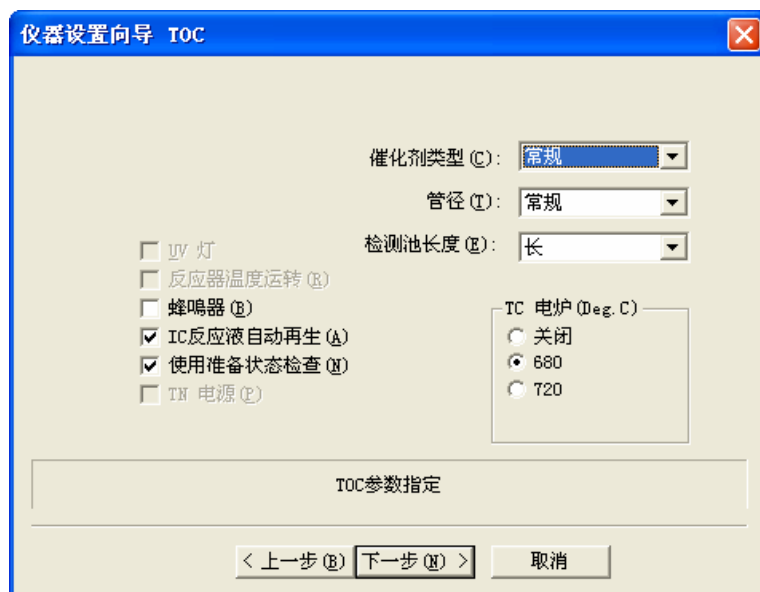 仪器设置向导 TOC
催化剂类型(C): 常规
管径(T): 常规
检测池长度(E): 长
UV 灯
反应器温度运转(R)
蜂鳴器(B)
IC反应液自动再生(A)
使用准备状态检查(N)
TN 电源(P)
TC 电炉(Deg.C)
关闭
680
720
TOC参数指定
< 上一步(B) 下一步(N) > 取消